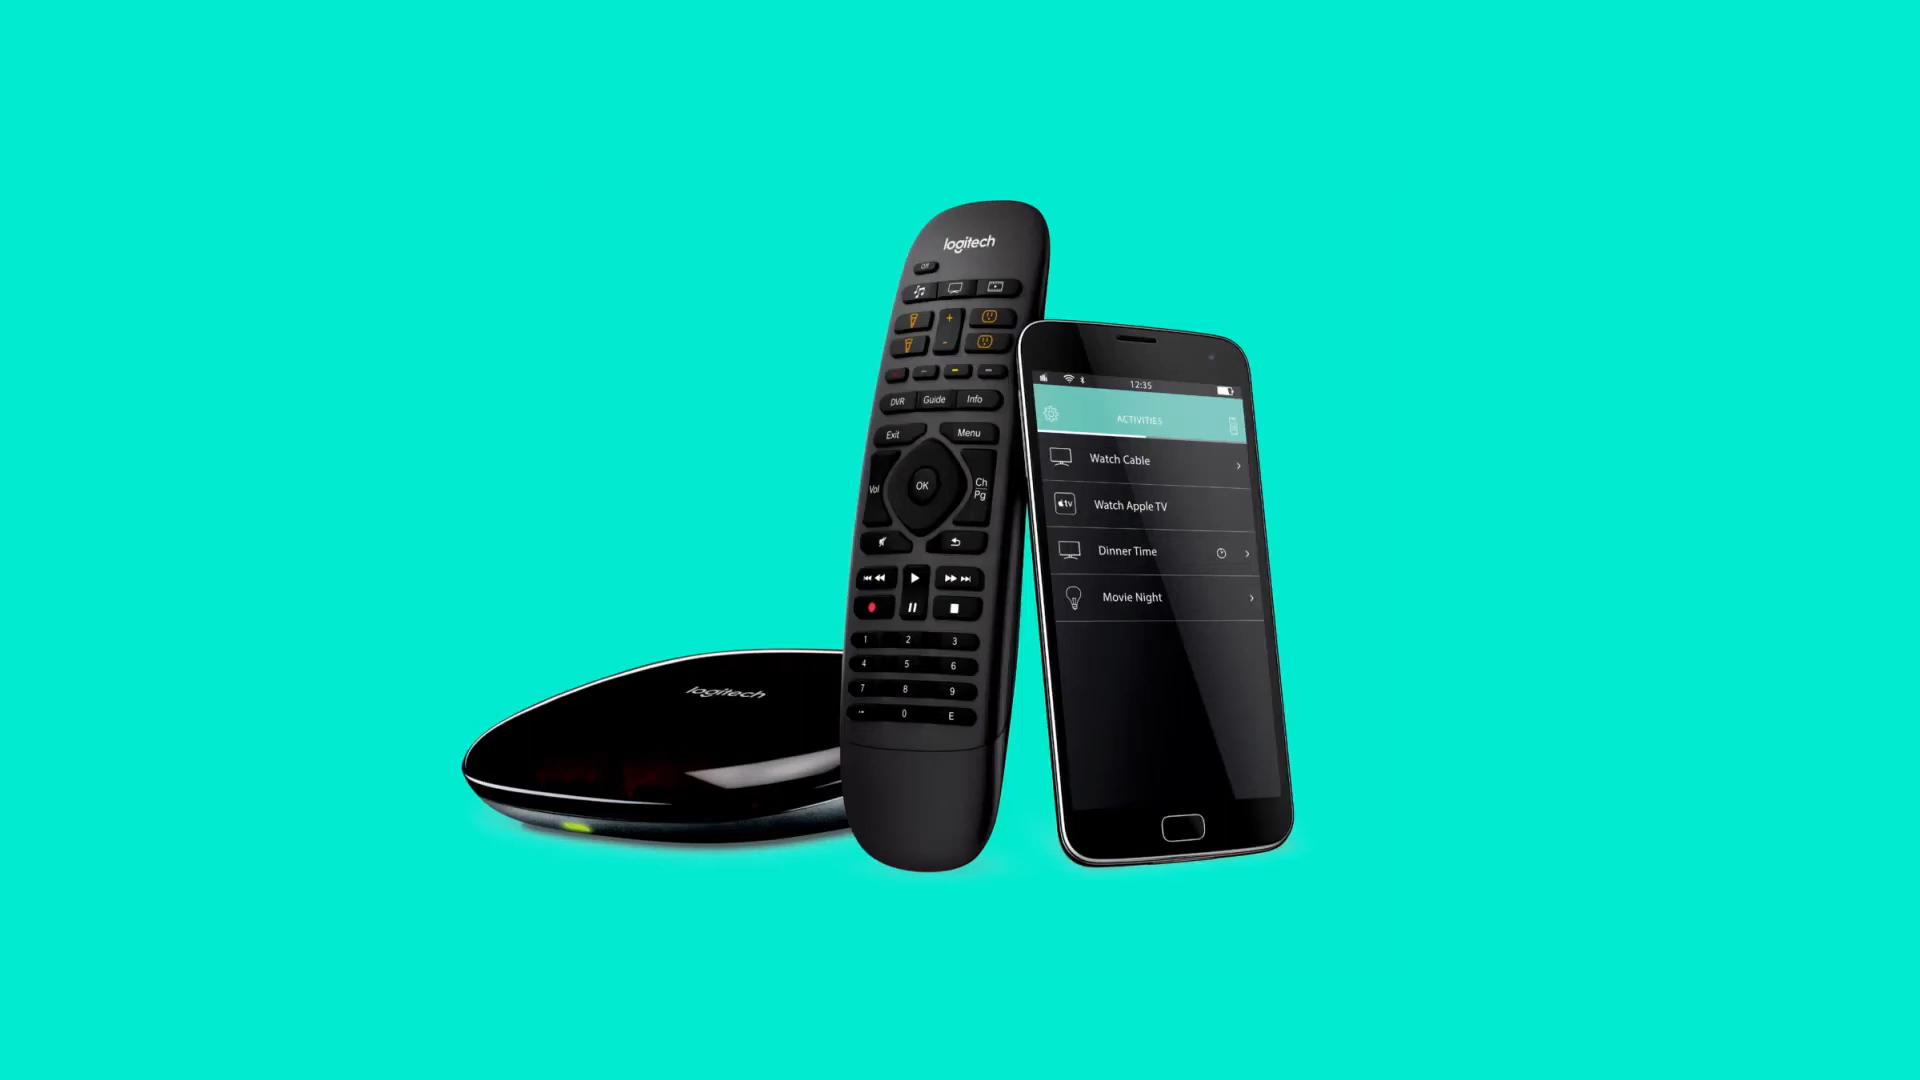 logitech
Off
+
-
DVR Guide Info
Exit Menu
Vol OK Ch
Pg
1 2 3
4 5 6
7 8 9
0 E
logitech
12:35
ACTIVITIES
Watch Cable
tv Watch Apple TV
Dinner Time
Movie Night